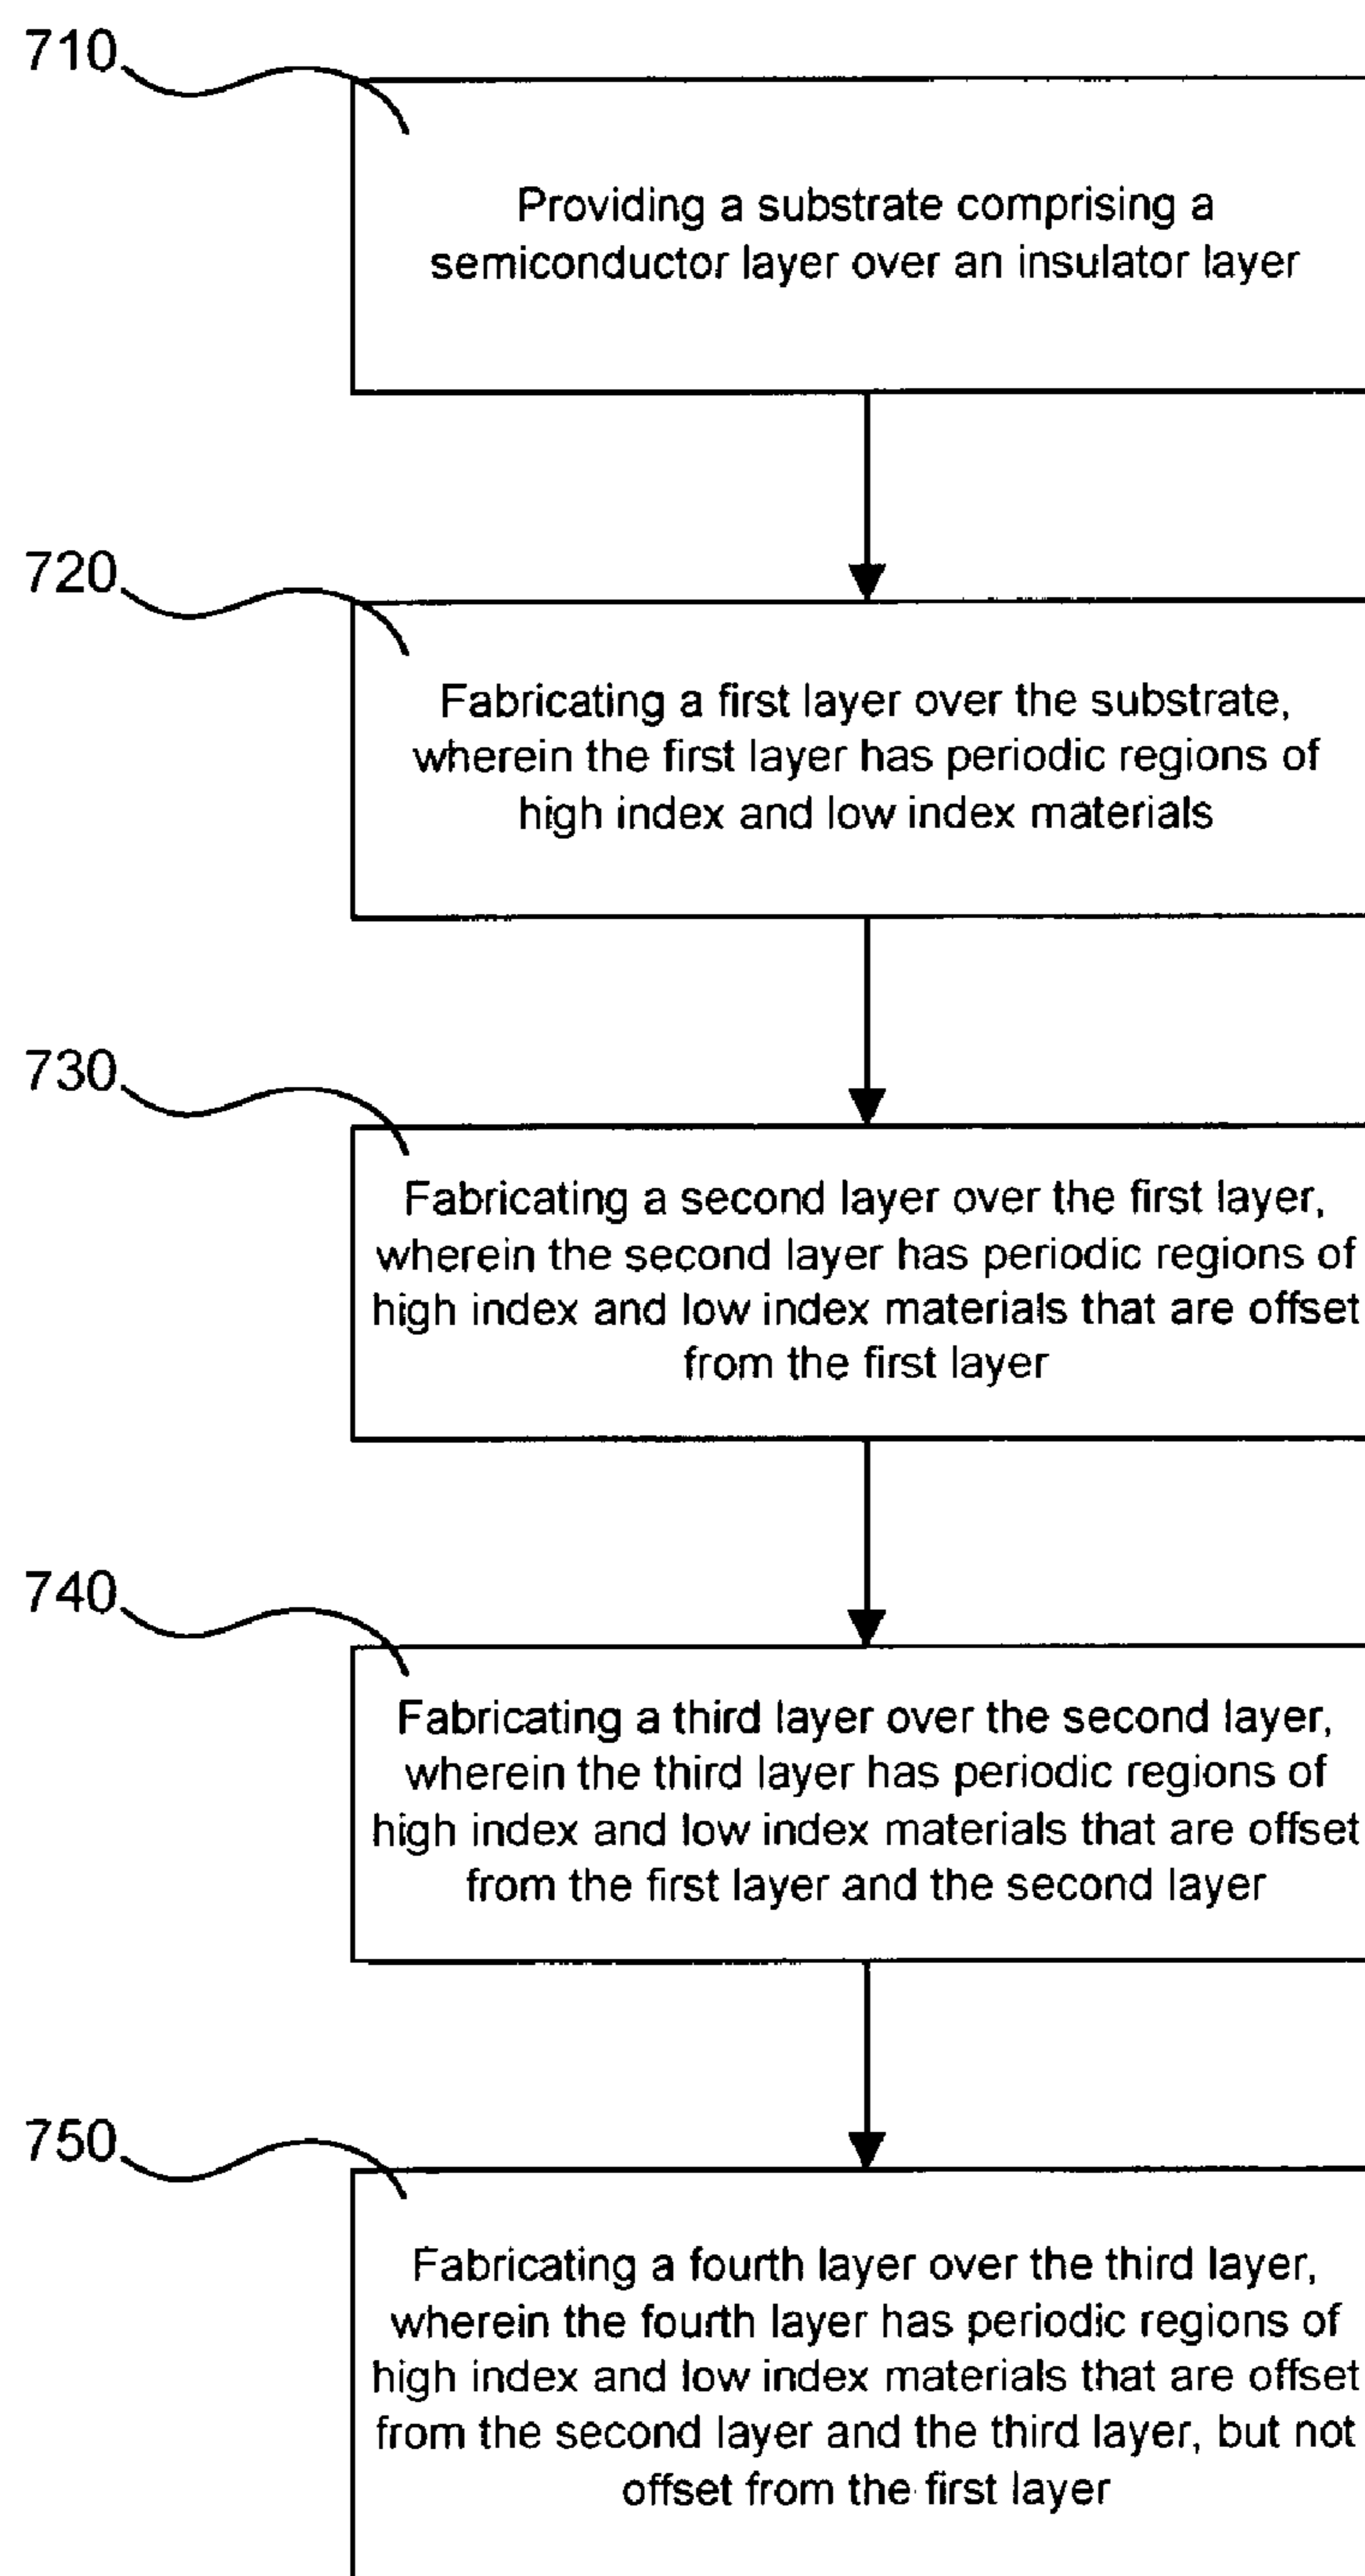 710
Providing a substrate comprising a
semiconductor layer over an insulator layer
720
Fabricating a first layer over the substrate,
wherein the first layer has periodic regions of
high index and low index materials
730
Fabricating a second layer over the first layer,
wherein the second layer has periodic regions of
high index and low index materials that are offset
from the first layer
740
Fabricating a third layer over the second layer,
wherein the third layer has periodic regions of
high index and low index materials that are offset
from the first layer and the second layer
750
Fabricating a fourth layer over the third layer,
wherein the fourth layer has periodic regions of
high index and low index materials that are offset
from the second layer and the third layer, but not
offset from the first layer